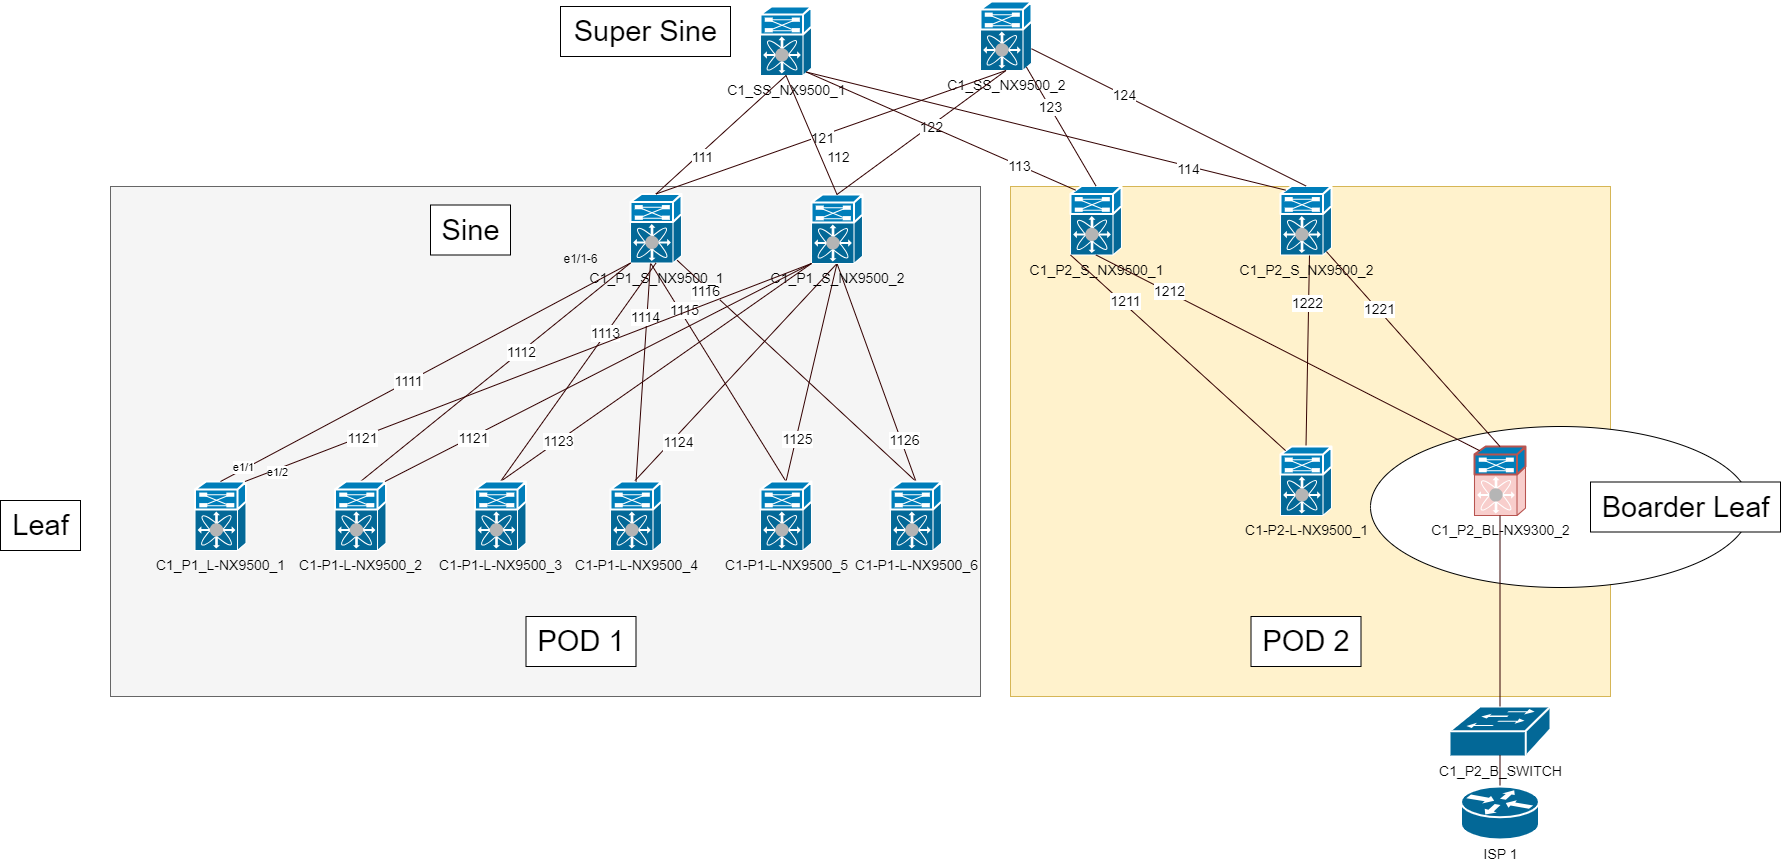 Super Sine
C1_SS_NX9500_1
C1_SS_NX9500_2
124
123
121
122
112
111
113
114
Sine
e1/1-6
C1_P1_S_NX9500_1
C1_P1_S_NX9500_2
C1_P2_S_NX9500_1
C1_P2_S_NX9500_2
1116
1115
1114
1113
1112
1111
1212
1211
1222
1221
1121
1121
1123
1124
1125
1126
e1/1
e1/2
Leaf
Boarder Leaf
C1_P1_L-NX9500_1
C1-P1-L-NX9500_2
C1-P1-L-NX9500_3
C1-P1-L-NX9500_4
C1-P1-L-NX9500_5
C1-P1-L-NX9500_6
C1-P2-L-NX9500_1
C1_P2_BL-NX9300_2
POD 1
POD 2
C1_P2_B_SWITCH
ISP 1